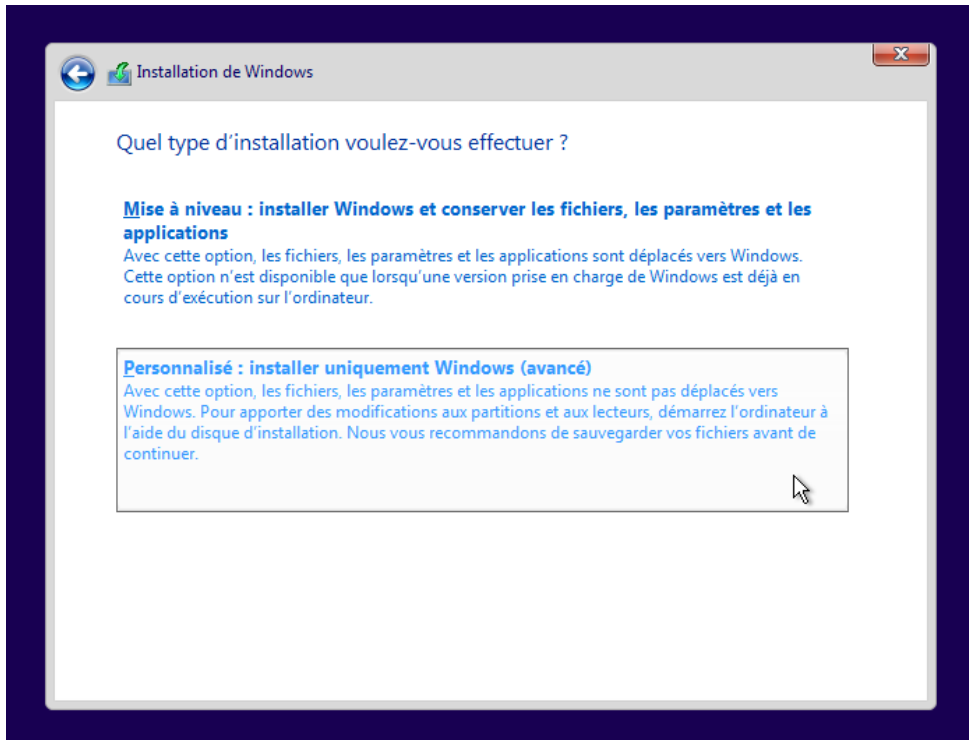 Installation de Windows
X
Quel type d’installation voulez-vous effectuer ?
Mise à niveau : installer Windows et conserver les fichiers, les paramètres et les
applications
Avec cette option, les fichiers, les paramètres et les applications sont déplacés vers Windows.
Cette option n’est disponible que lorsqu’une version prise en charge de Windows est déjà en
cours d’exécution sur l’ordinateur.
Personnalisé : installer uniquement Windows (avancé)
Avec cette option, les fichiers, les paramètres et les applications ne sont pas déplacés vers
Windows. Pour apporter des modifications aux partitions et aux lecteurs, démarrez l’ordinateur à
l’aide du disque d’installation. Nous vous recommandons de sauvegarder vos fichiers avant de
continuer.